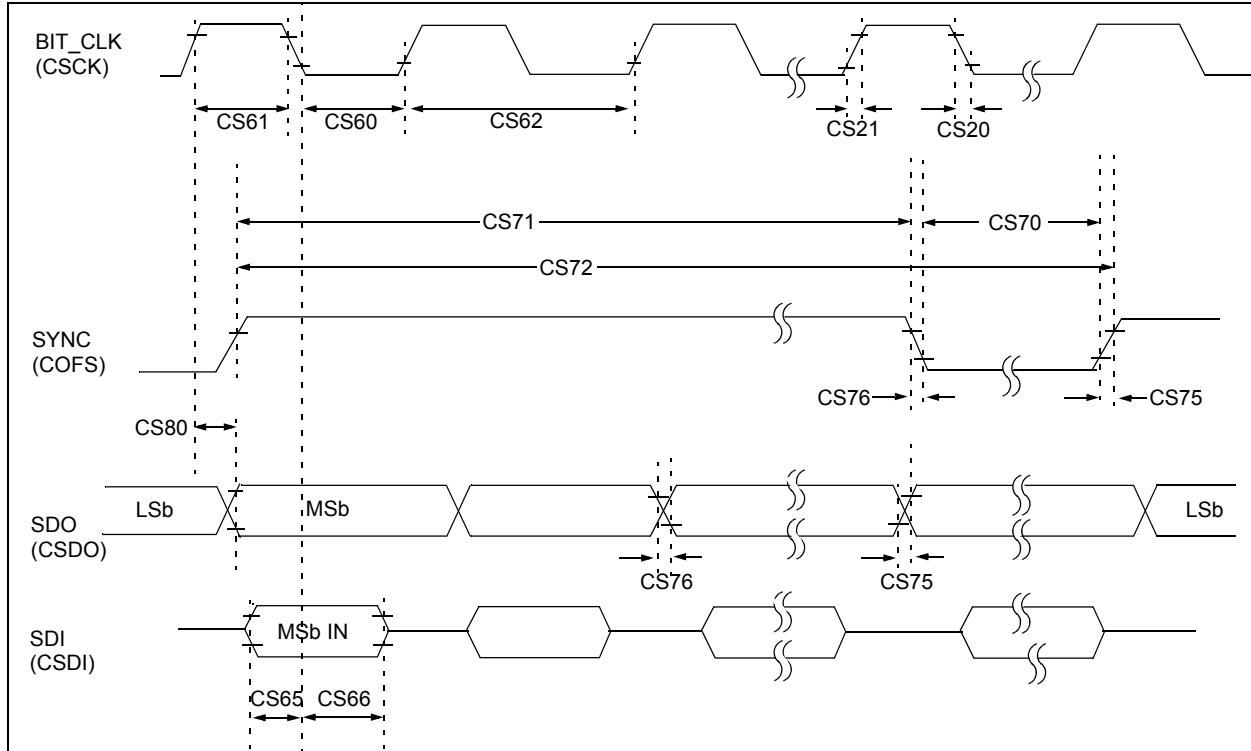 BIT_CLK
(CSCK)
CS61
CS60
CS62
CS21
CS20
CS71
CS70
CS72
SYNC
(COFS)
CS76
CS75
CS80
SDO
(CSDO)
LSb
MSb
LSb
CS76
CS75
SDI
(CSDI)
MSb IN
CS65
CS66